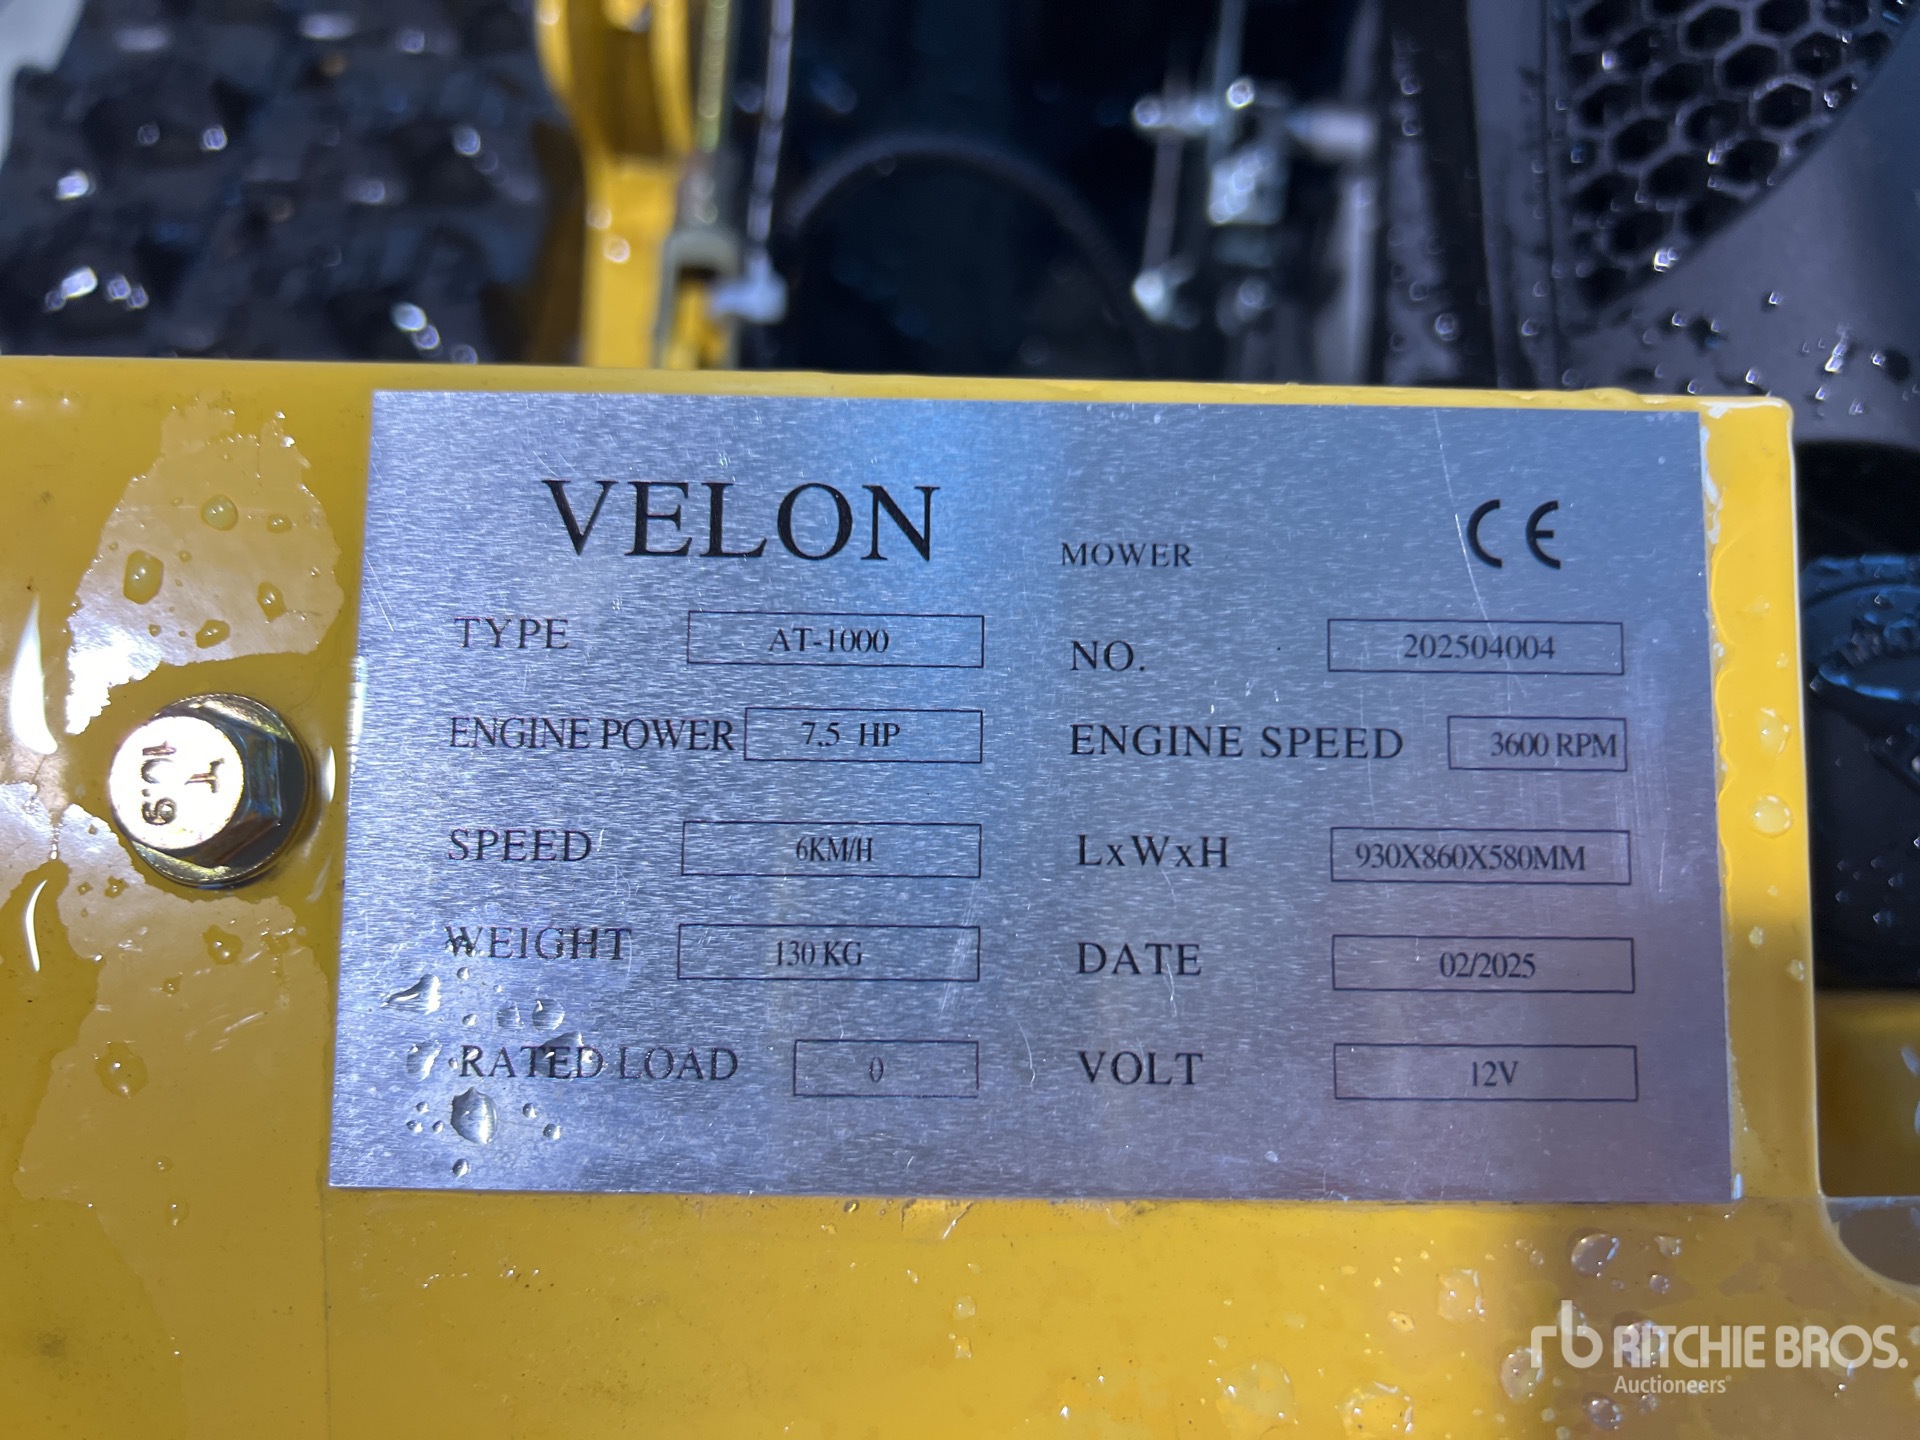 VELON MOWER CE
TYPE AT-1000 NO. 202504004
ENGINE POWER 7.5 HP ENGINE SPEED 3600 RPM
SPEED 6KM/H LxWxH 930X860X580MM
WEIGHT 130 KG DATE 02/2025
RATED LOAD 0 VOLT 12V
T
10.9
rb RITCHIE BROS.
Auctioneers